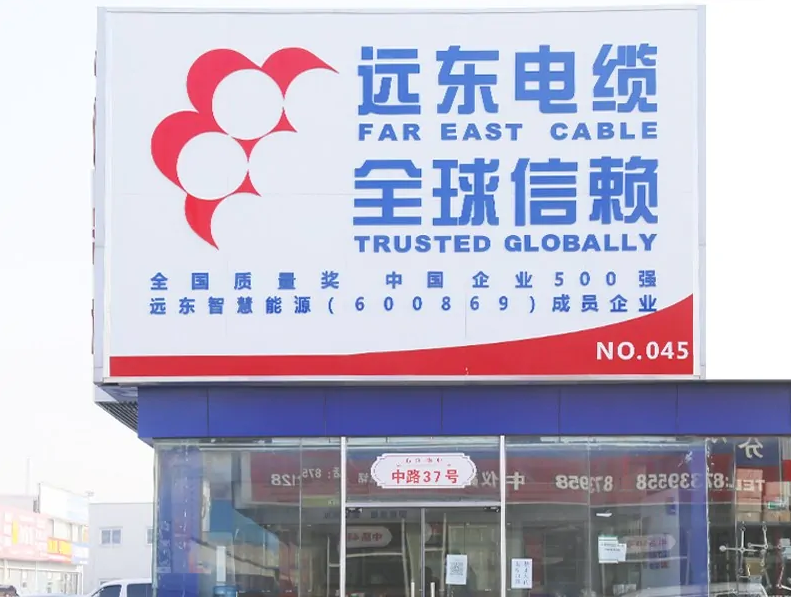 远东电缆
FAR EAST CABLE
全球信赖
TRUSTED GLOBALLY
全国质量奖 中国企业500强
远东智慧能源(600869)成员企业
NO.045
中路37号